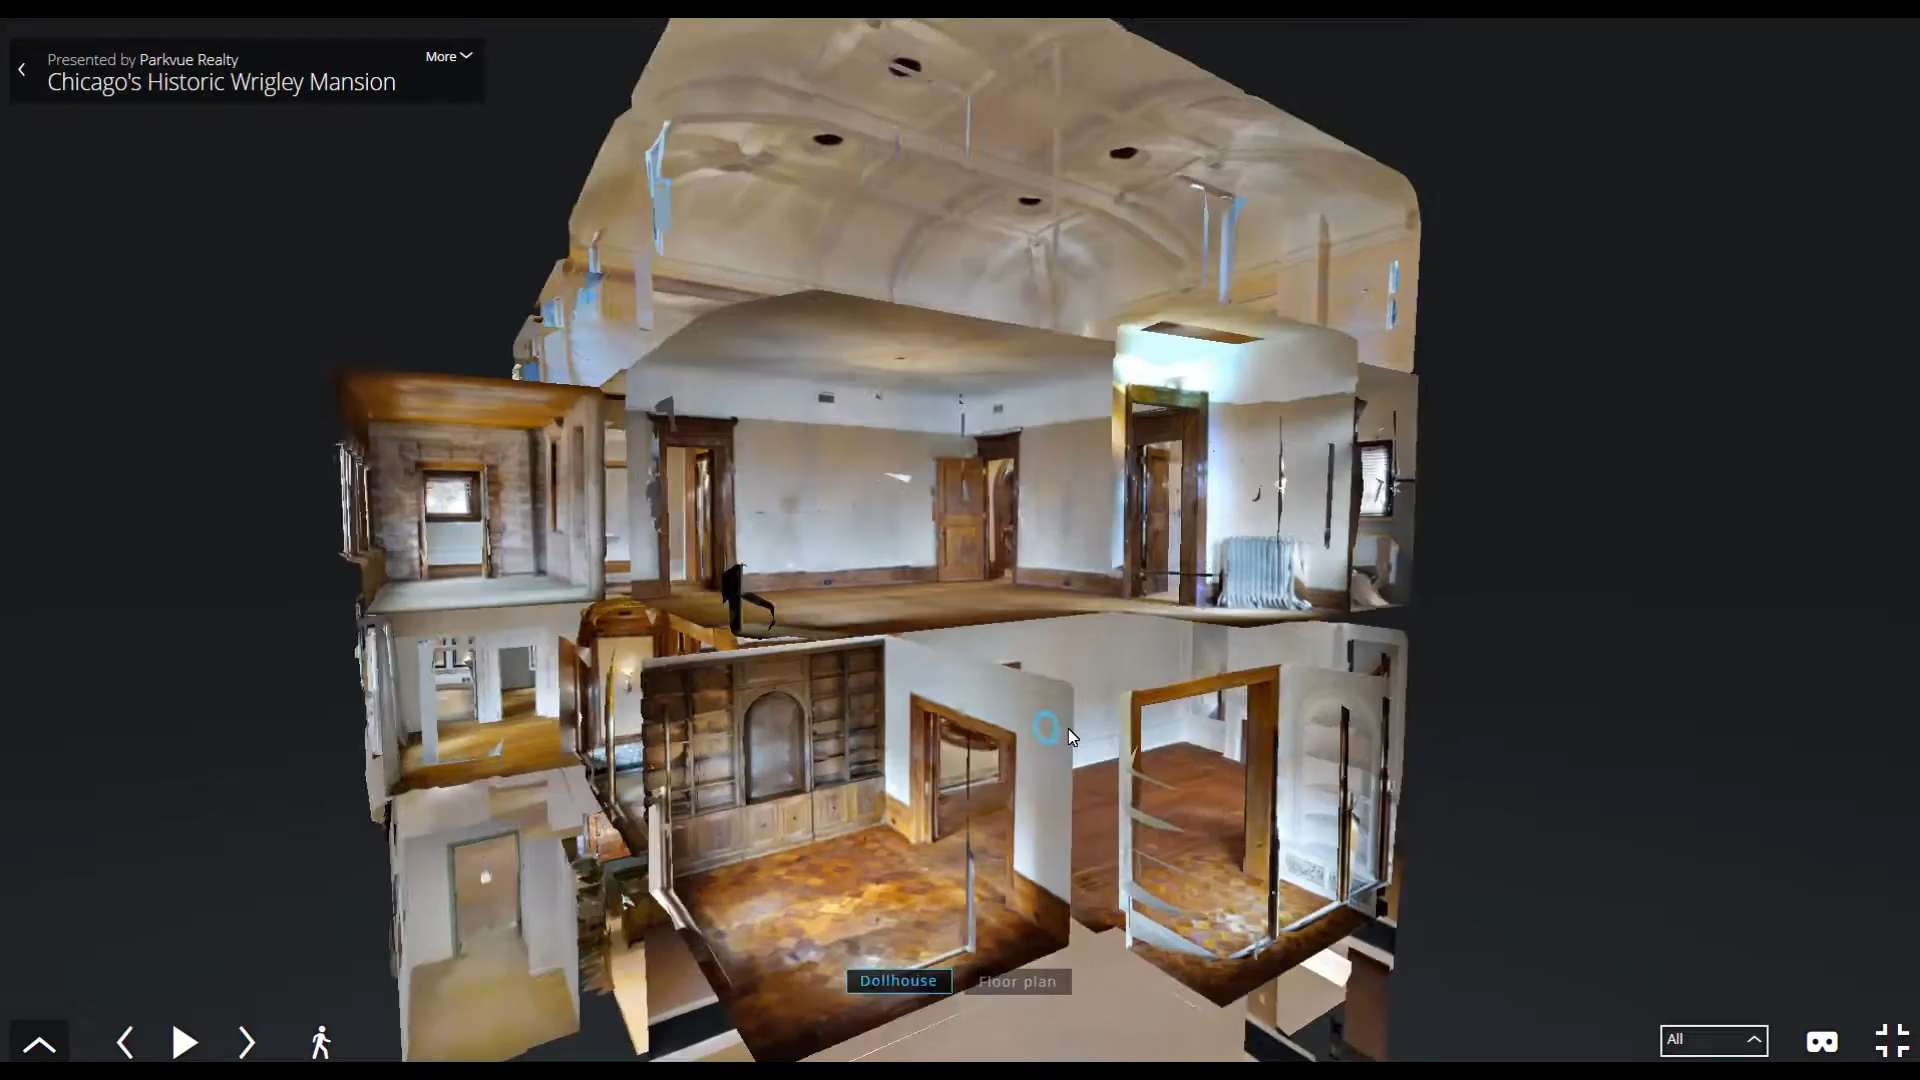 Presented by Parkvue Realty
More
Chicago's Historic Wrigley Mansion
Dollhouse
Floor plan
All